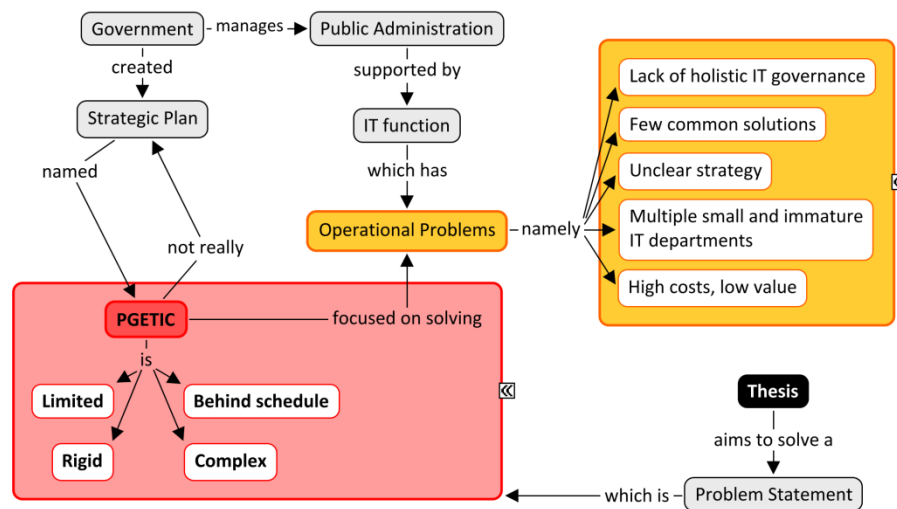 Government
manages
Public Administration
created
supported by
Strategic Plan
IT function
named
which has
not really
Operational Problems
namely
Lack of holistic IT governance
Few common solutions
Unclear strategy
Multiple small and immature
IT departments
High costs, low value
PGETIC
focused on solving
is
Limited
Behind schedule
Rigid
Complex
Thesis
aims to solve a
Problem Statement
which is